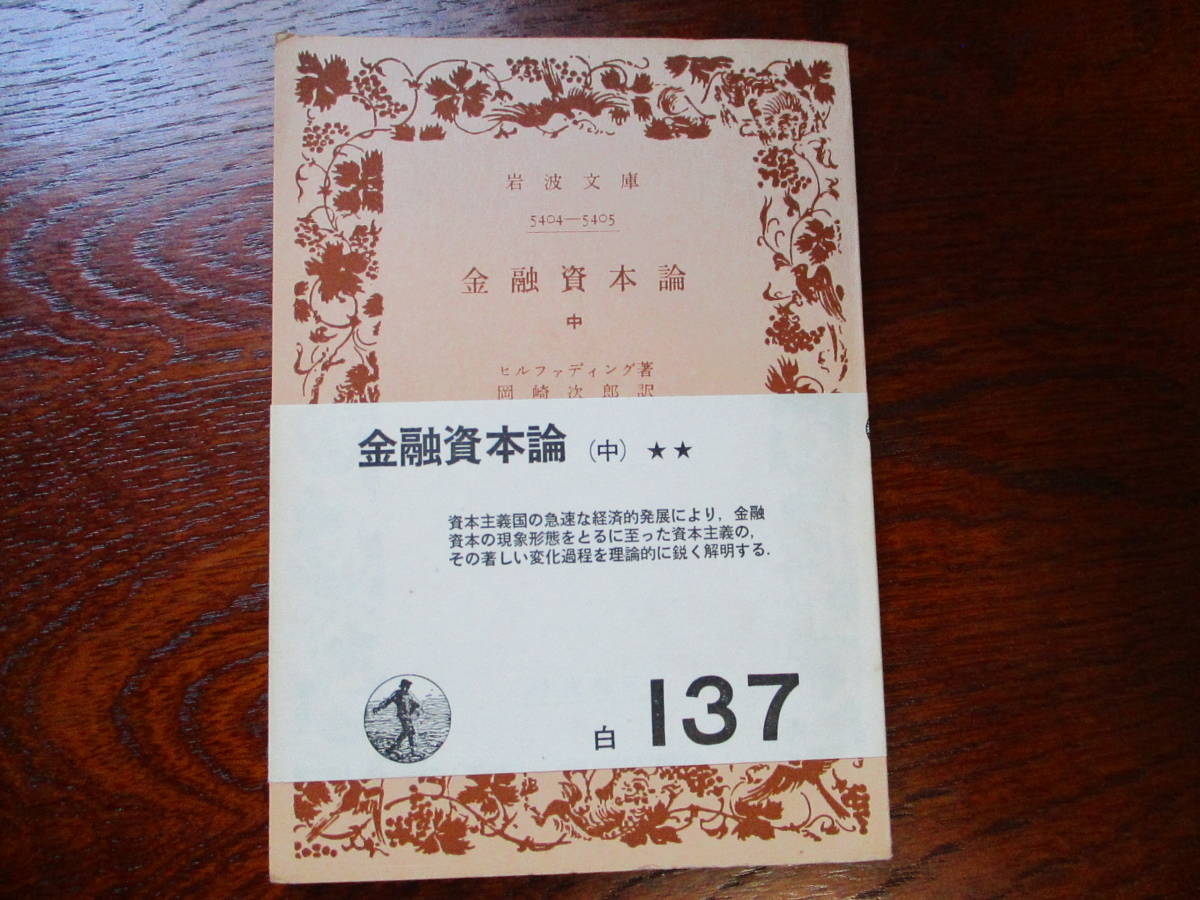 岩波文庫
5404—5405
金融資本論
中
ヒルファディング著
岡崎次郎訳
金融資本論（中）★★
資本主義国の急速な経済的発展により，金融
資本の現象形態をとるに至った資本主義の，
その著しい変化過程を理論的に鋭く解明する．
白 137